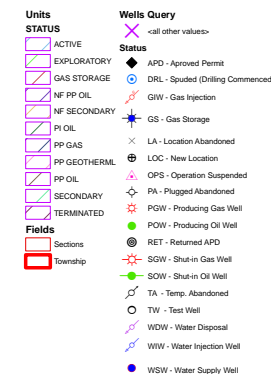 Units
STATUS
ACTIVE
EXPLORATORY
GAS STORAGE
NF PP OIL
NF SECONDARY
PI OIL
PP GAS
PP GEOTHERML
PP OIL
SECONDARY
TERMINATED
Fields
Sections
Township
Wells Query
<all other values>
Status
APD - Aproved Permit
DRL - Spuded (Drilling Commenced
GIW - Gas Injection
GS - Gas Storage
LA - Location Abandoned
LOC - New Location
OPS - Operation Suspended
PA - Plugged Abandoned
PGW - Producing Gas Well
POW - Producing Oil Well
RET - Returned APD
SGW - Shut-in Gas Well
SOW - Shut-in Oil Well
TA - Temp. Abandoned
TW - Test Well
WDW - Water Disposal
WIW - Water Injection Well
WSW - Water Supply Well